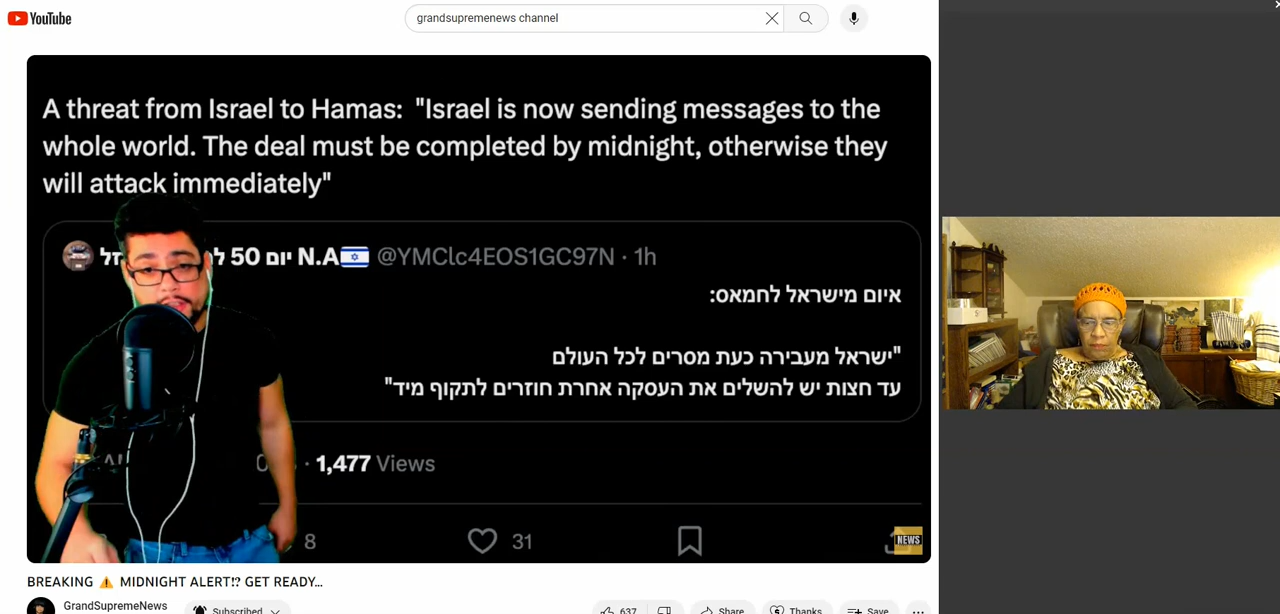 YouTube
grandsupremenews channel
A threat from Israel to Hamas: "Israel is now sending messages to the
whole world. The deal must be completed by midnight, otherwise they
will attack immediately"
יום 50 N.A🇮🇱 @YMClc4EOS1GC97N · 1h
איום מישראל לחמאס:
"ישראל מעבירה כעת מסרים לכל העולם
עד חצות יש להשלים את העסקה אחרת חוזרים לתקוף מיד"
· 1,477 Views
8 31
NEWS
BREAKING ⚠️ MIDNIGHT ALERT!? GET READY...
GrandSupremeNews
Subscribed 637 Share Thanks Save